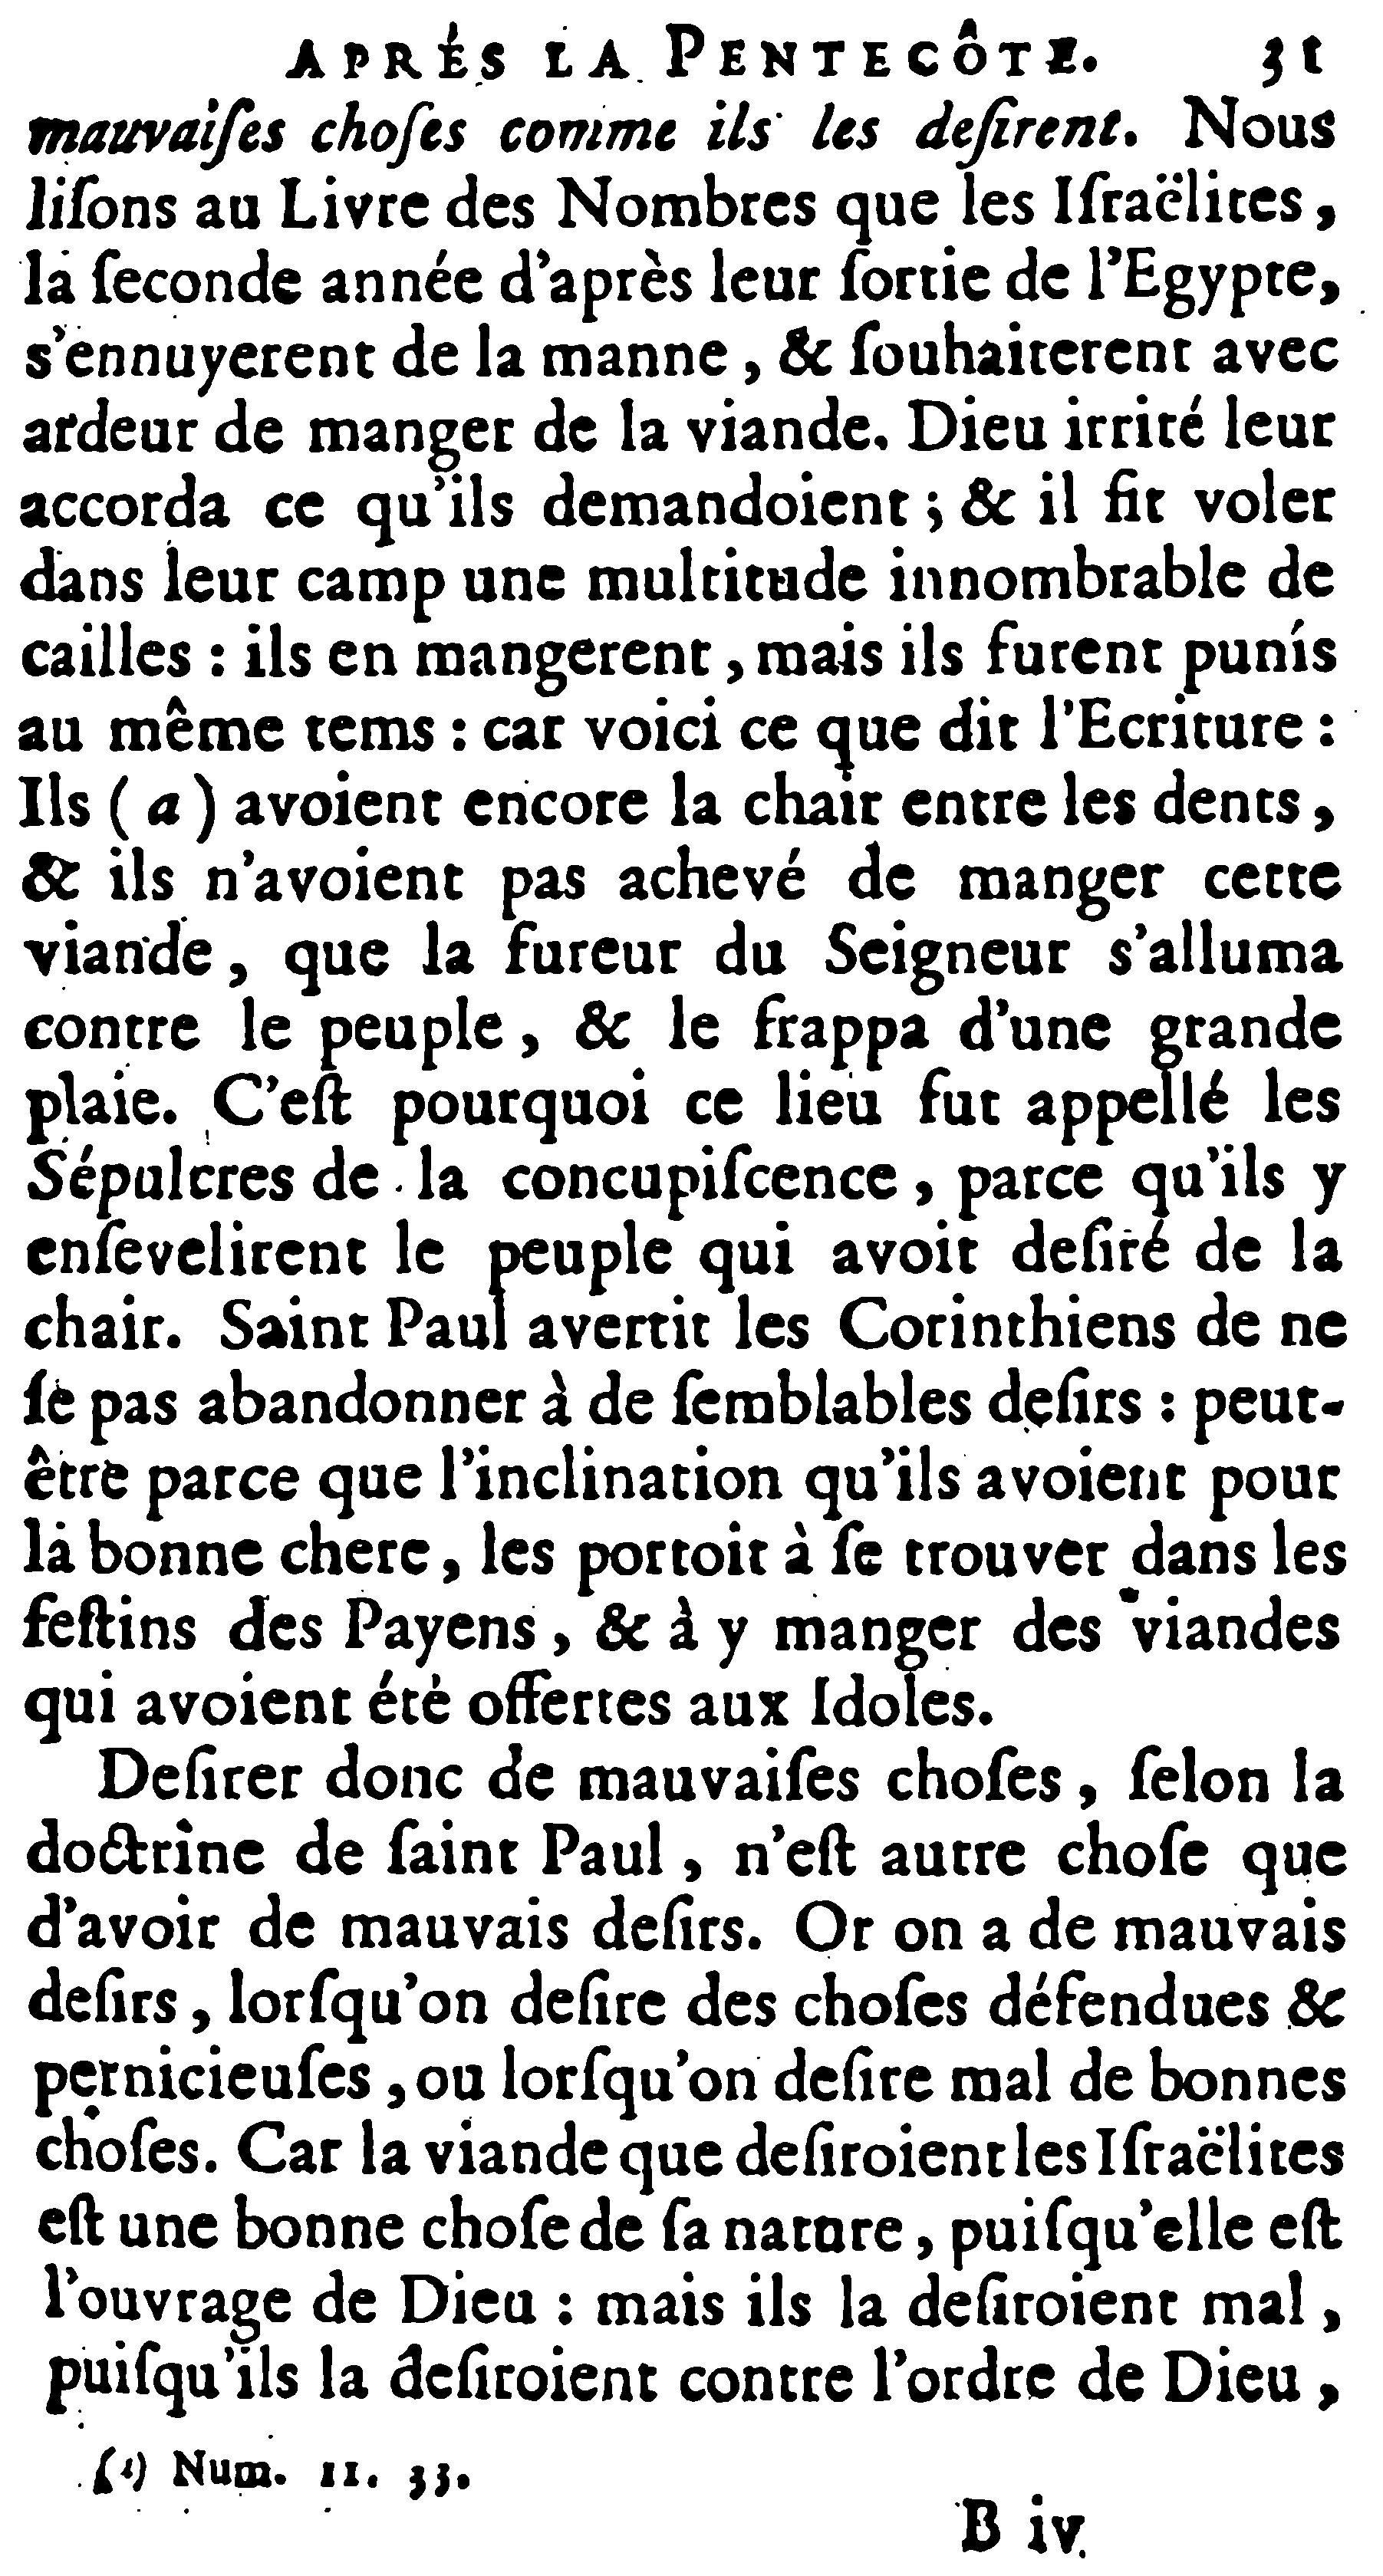 APRÉS LA PENTECÔTE. 31
mauvaiſes choſes comme ils les deſirent. Nous
liſons au Livre des Nombres que les Iſraëlites,
la ſeconde année d'après leur ſortie de l'Egypte,
s'ennuyerent de la manne, & ſouhaiterent avec
ardeur de manger de la viande. Dieu irrité leur
accorda ce qu'ils demandoient ; & il fit voler
dans leur camp une multitude innombrable de
cailles : ils en mangerent, mais ils furent punis
au même tems : car voici ce que dit l'Ecriture :
Ils (a) avoient encore la chair entre les dents,
& ils n'avoient pas achevé de manger cette
viande, que la fureur du Seigneur s'alluma
contre le peuple, & le frappa d'une grande
plaie. C'eſt pourquoi ce lieu fut appellé les
Sépulcres de la concupiſcence, parce qu'ils y
enſevelirent le peuple qui avoit deſiré de la
chair. Saint Paul avertit les Corinthiens de ne
ſe pas abandonner à de ſemblables deſirs : peut-
être parce que l'inclination qu'ils avoient pour
la bonne chere, les portoit à ſe trouver dans les
feſtins des Payens, & à y manger des viandes
qui avoient été offertes aux Idoles.
Deſirer donc de mauvaiſes choſes, ſelon la
doctrine de ſaint Paul, n'eſt autre choſe que
d'avoir de mauvais deſirs. Or on a de mauvais
deſirs, lorſqu'on deſire des choſes défendues &
pernicieuſes, ou lorſqu'on deſire mal de bonnes
choſes. Car la viande que deſiroient les Iſraëlites
eſt une bonne choſe de ſa nature, puiſqu'elle eſt
l'ouvrage de Dieu : mais ils la deſiroient mal,
puiſqu'ils la deſiroient contre l'ordre de Dieu,
(a) Num. 11. 33.
B iv